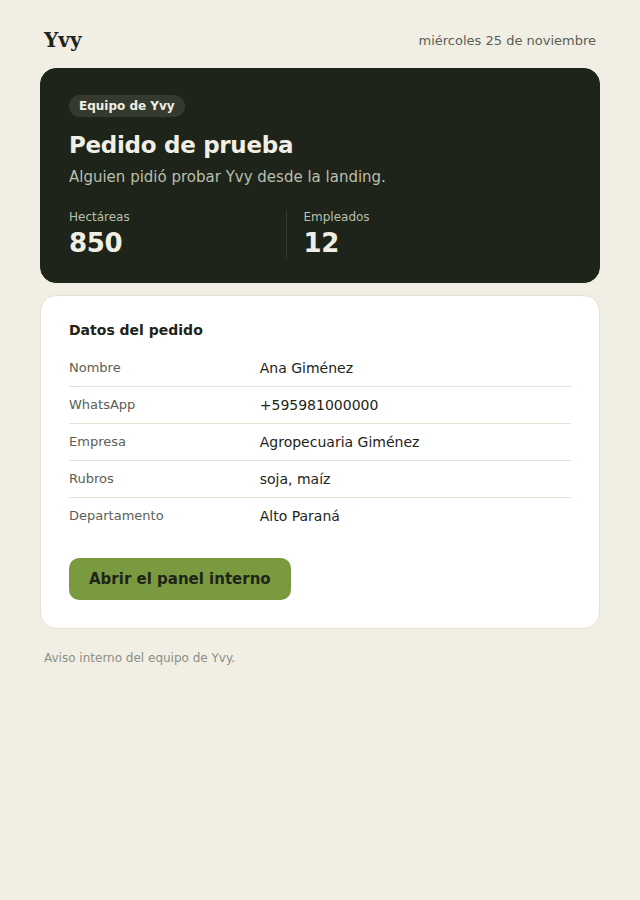 Yvy
miércoles 25 de noviembre
Equipo de Yvy
Pedido de prueba
Alguien pidió probar Yvy desde la landing.
Hectáreas
850
Empleados
12
Datos del pedido
Nombre Ana Giménez
WhatsApp +595981000000
Empresa Agropecuaria Giménez
Rubros soja, maíz
Departamento Alto Paraná
Abrir el panel interno
Aviso interno del equipo de Yvy.